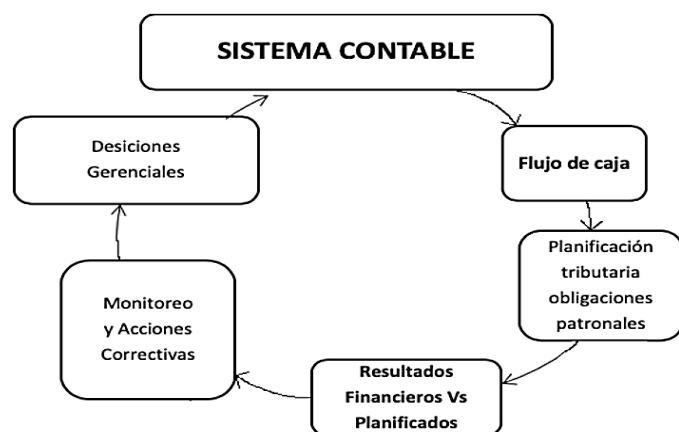 SISTEMA CONTABLE
Flujo de caja
Planificación
tributaria
obligaciones
patronales
Resultados
Financieros Vs
Planificados
Monitoreo
y Acciones
Correctivas
Desiciones
Gerenciales